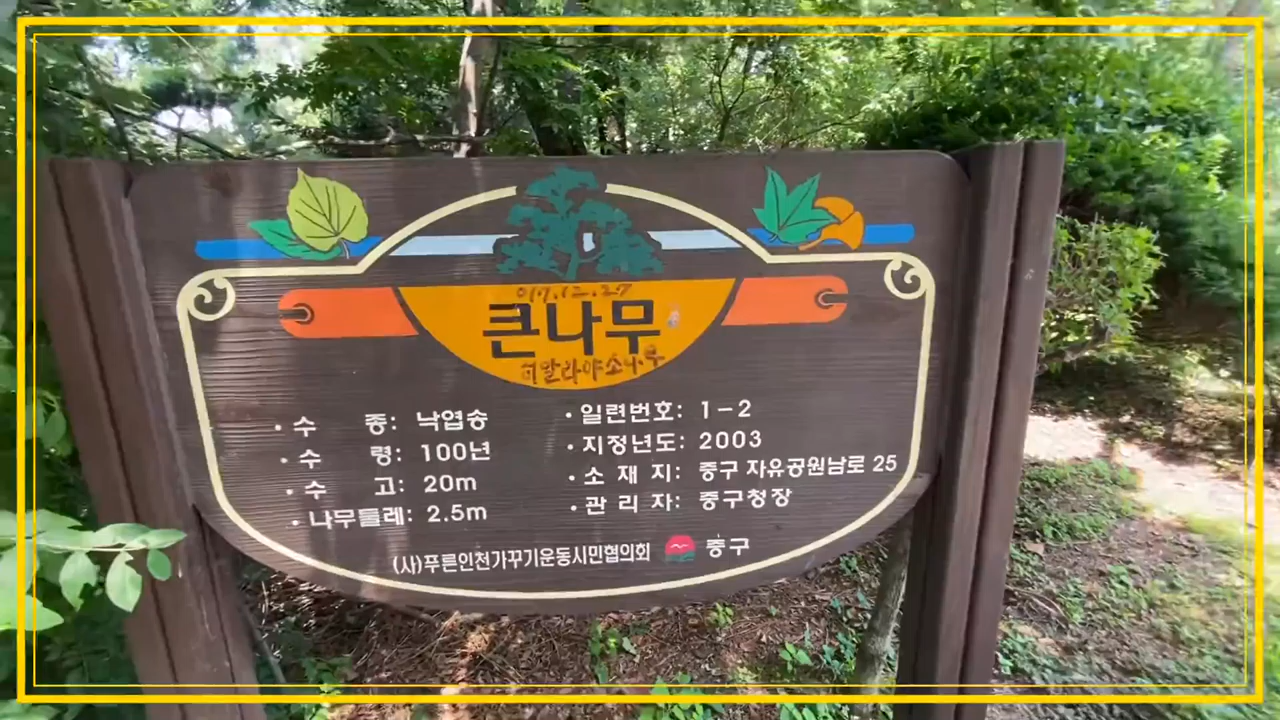 017.12.27
큰나무
히말라야소나무
• 수 종: 낙엽송
• 수 령: 100년
• 수 고: 20m
• 나무둘레: 2.5m
• 일련번호: 1-2
• 지정년도: 2003
• 소 재 지: 중구 자유공원남로 25
• 관 리 자: 중구청장
(사)푸른인천가꾸기운동시민협의회 중구